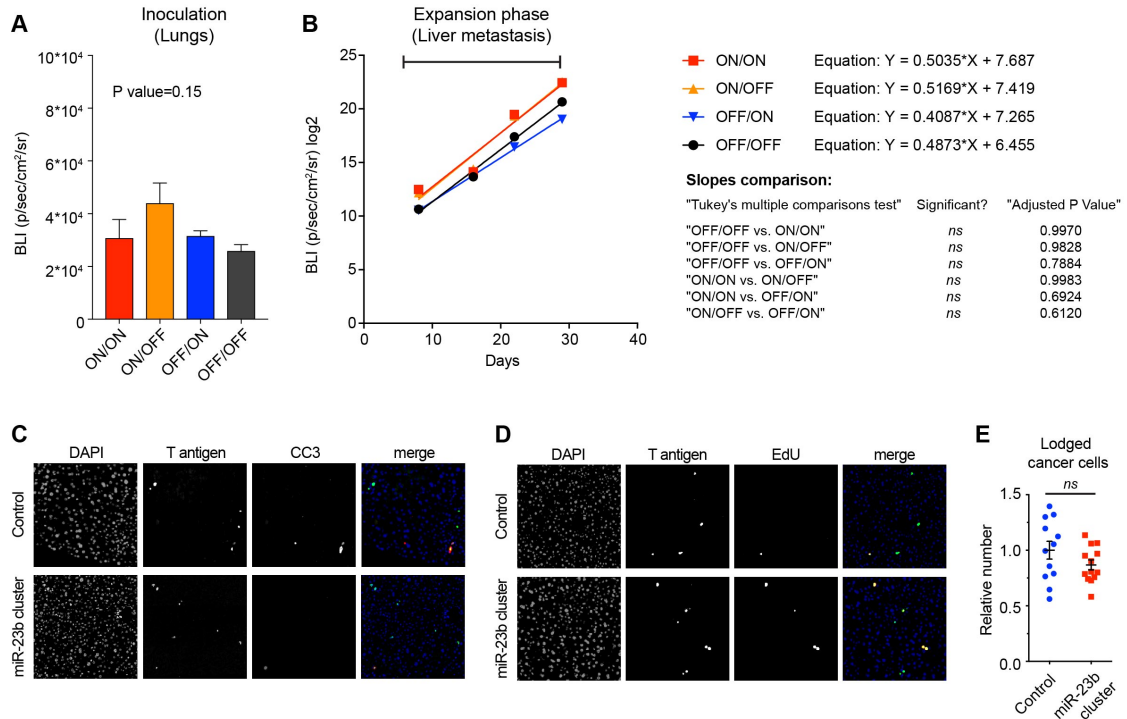 A
Inoculation
(Lungs)
10*10⁴
8*10⁴
6*10⁴
4*10⁴
2*10⁴
0
BLI (p/sec/cm²/sr)
P value=0.15
ON/ON
ON/OFF
OFF/ON
OFF/OFF
B
Expansion phase
(Liver metastasis)
25
20
15
10
5
0
BLI (p/sec/cm²/sr) log2
0
10
20
30
40
Days
ON/ON Equation: Y = 0.5035*X + 7.687
ON/OFF Equation: Y = 0.5169*X + 7.419
OFF/ON Equation: Y = 0.4087*X + 7.265
OFF/OFF Equation: Y = 0.4873*X + 6.455
Slopes comparison:
"Tukey's multiple comparisons test" Significant? "Adjusted P Value"
"OFF/OFF vs. ON/ON" ns 0.9970
"OFF/OFF vs. ON/OFF" ns 0.9828
"OFF/OFF vs. OFF/ON" ns 0.7884
"ON/ON vs. ON/OFF" ns 0.9983
"ON/ON vs. OFF/ON" ns 0.6924
"ON/OFF vs. OFF/ON" ns 0.6120
C
DAPI T antigen CC3 merge
Control
miR-23b cluster
D
DAPI T antigen EdU merge
Control
miR-23b cluster
E
Lodged
cancer cells
ns
1.5
1.0
0.5
0.0
Relative number
Control
miR-23b
cluster